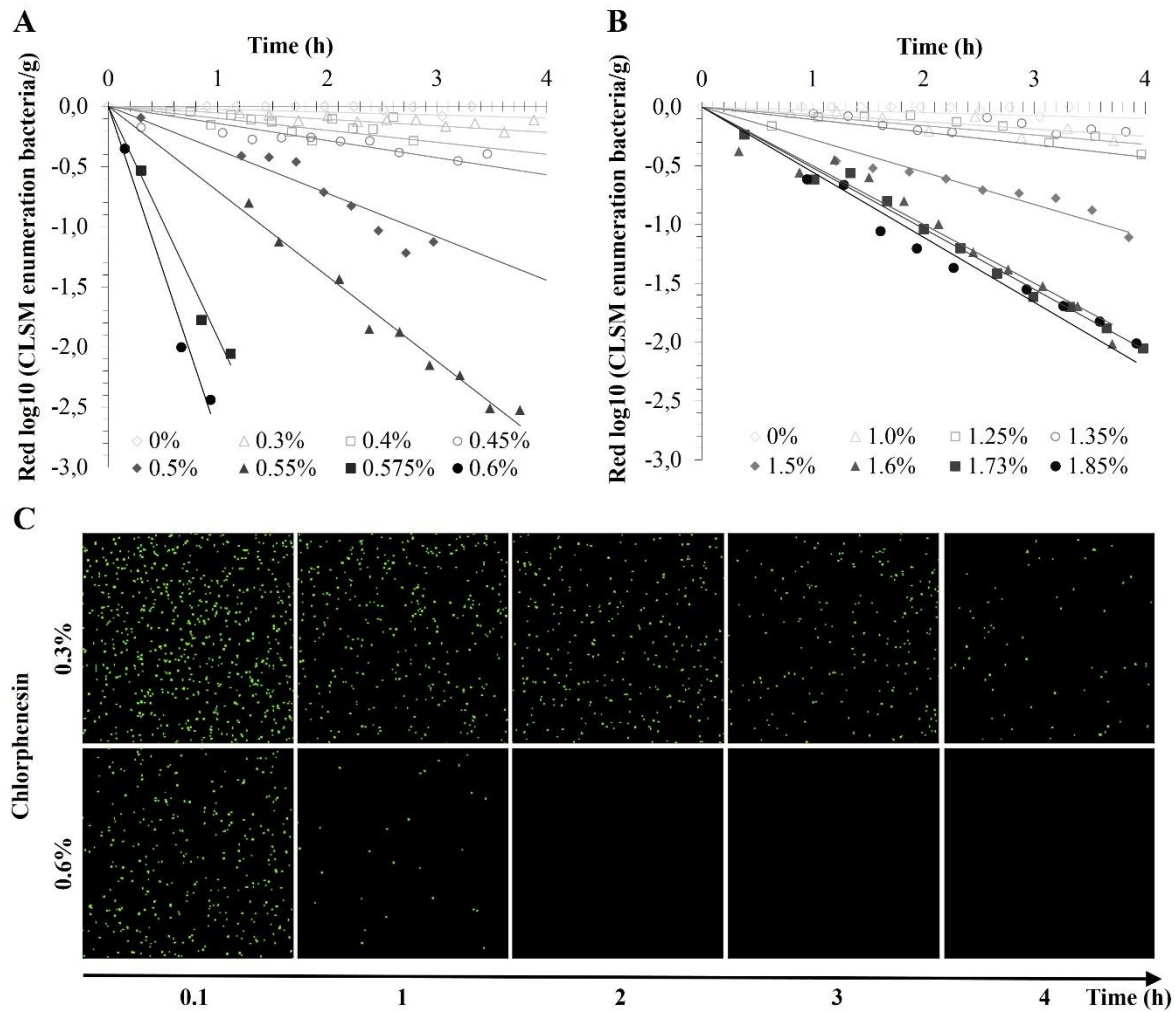 A
Time (h)
0 1 2 3 4
Red log10 (CLSM enumeration bacteria/g)
0,0
-0,5
-1,0
-1,5
-2,0
-2,5
-3,0
0% 0.3% 0.4% 0.45%
0.5% 0.55% 0.575% 0.6%
B
Time (h)
0 1 2 3 4
Red log10 (CLSM enumeration bacteria/g)
0,0
-0,5
-1,0
-1,5
-2,0
-2,5
-3,0
0% 1.0% 1.25% 1.35%
1.5% 1.6% 1.73% 1.85%
C
Chlorphenesin
0.3%
0.6%
0.1 1 2 3 4 Time (h)